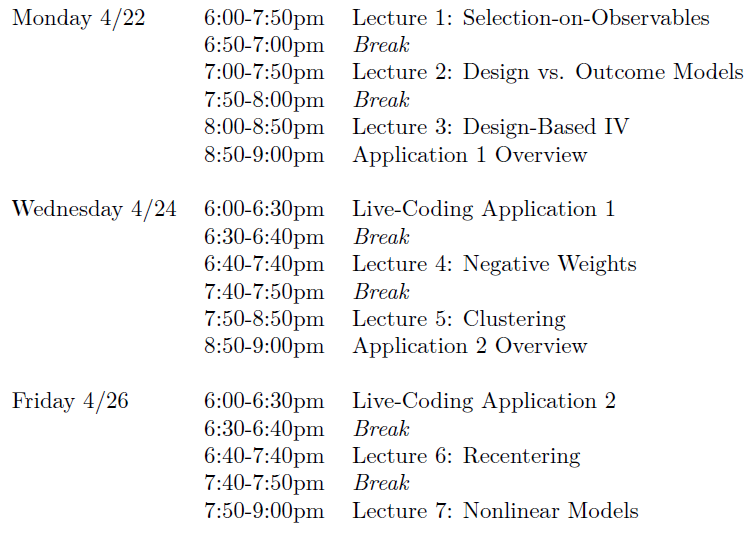 Monday 4/22 6:00-7:50pm Lecture 1: Selection-on-Observables
6:50-7:00pm Break
7:00-7:50pm Lecture 2: Design vs. Outcome Models
7:50-8:00pm Break
8:00-8:50pm Lecture 3: Design-Based IV
8:50-9:00pm Application 1 Overview
Wednesday 4/24 6:00-6:30pm Live-Coding Application 1
6:30-6:40pm Break
6:40-7:40pm Lecture 4: Negative Weights
7:40-7:50pm Break
7:50-8:50pm Lecture 5: Clustering
8:50-9:00pm Application 2 Overview
Friday 4/26 6:00-6:30pm Live-Coding Application 2
6:30-6:40pm Break
6:40-7:40pm Lecture 6: Recentering
7:40-7:50pm Break
7:50-9:00pm Lecture 7: Nonlinear Models